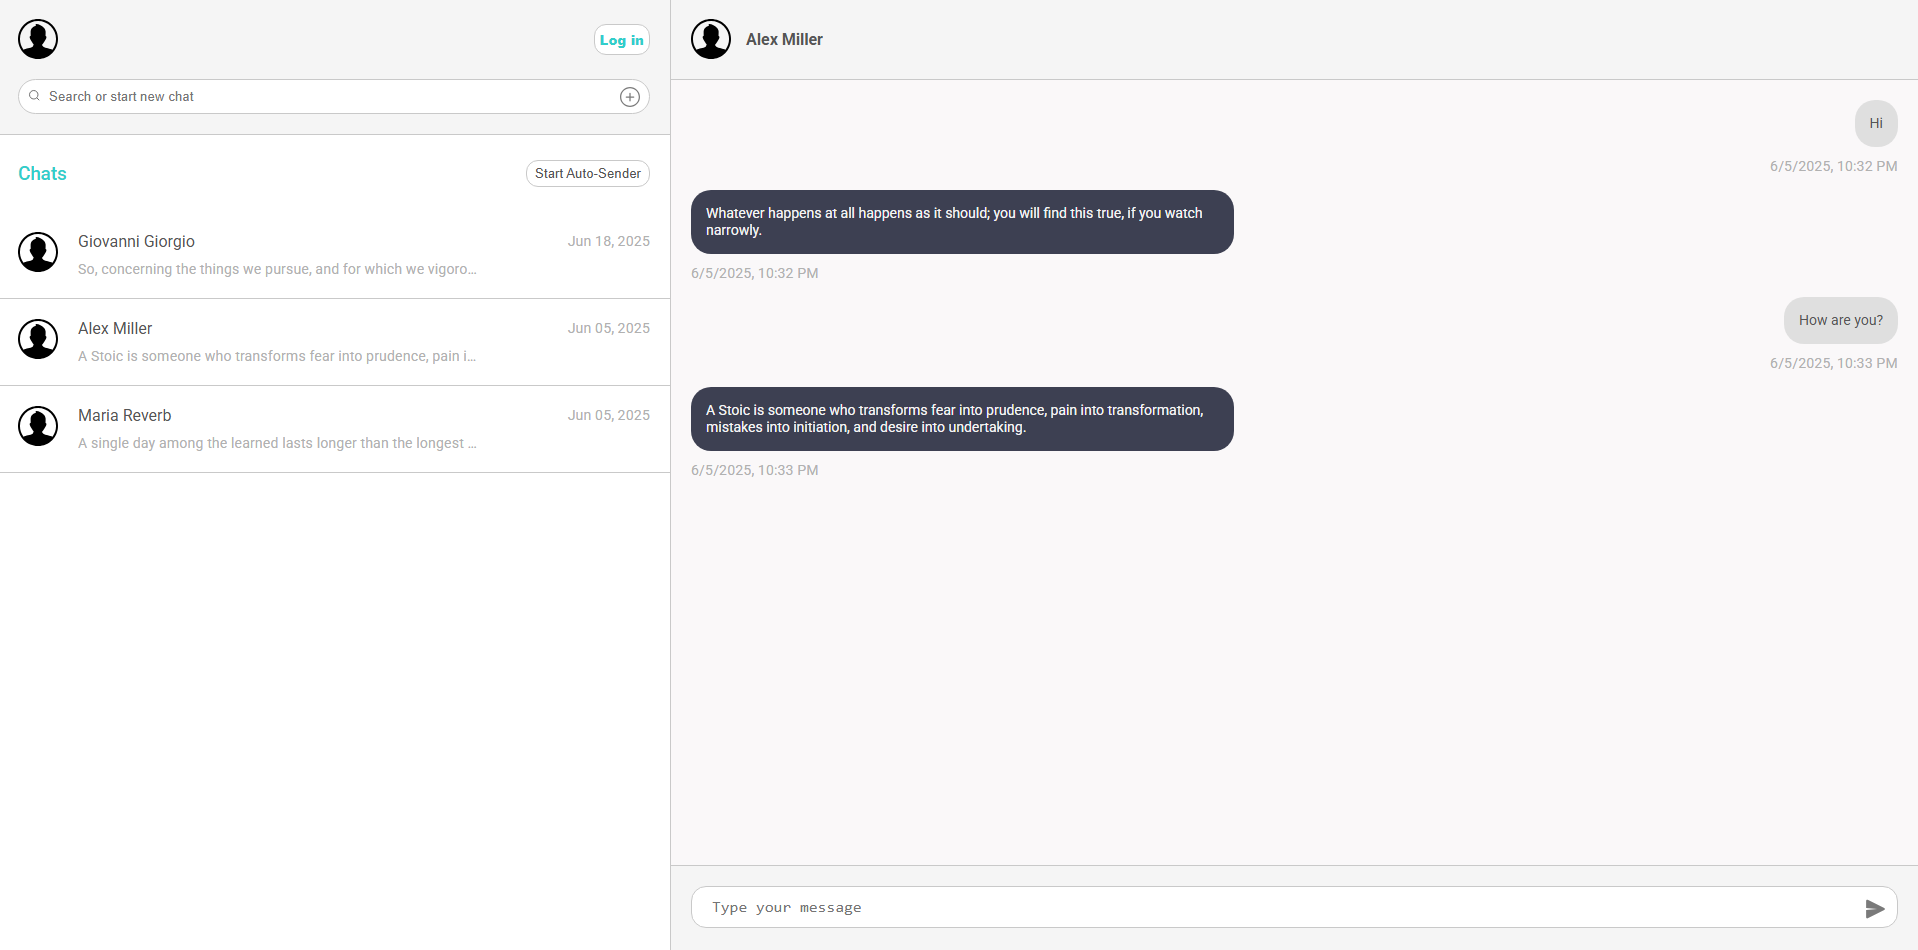 Log in
Search or start new chat
Chats
Start Auto-Sender
Giovanni Giorgio
Jun 18, 2025
So, concerning the things we pursue, and for which we vigoro...
Alex Miller
Jun 05, 2025
A Stoic is someone who transforms fear into prudence, pain i...
Maria Reverb
Jun 05, 2025
A single day among the learned lasts longer than the longest ...
Alex Miller
Hi
6/5/2025, 10:32 PM
Whatever happens at all happens as it should; you will find this true, if you watch
narrowly.
6/5/2025, 10:32 PM
How are you?
6/5/2025, 10:33 PM
A Stoic is someone who transforms fear into prudence, pain into transformation,
mistakes into initiation, and desire into undertaking.
6/5/2025, 10:33 PM
Type your message